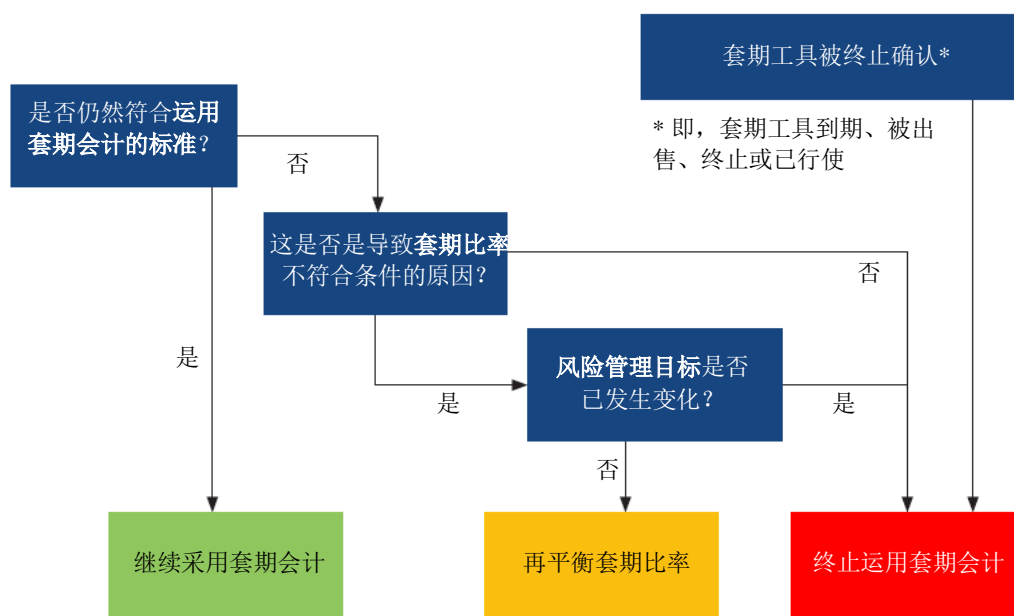 套期工具被终止确认*
是否仍然符合运用
套期会计的标准？
* 即，套期工具到期、被出
售、终止或已行使
否
这是否是导致套期比率
不符合条件的原因？
否
是
风险管理目标是否
已发生变化？
是
是
否
继续采用套期会计
再平衡套期比率
终止运用套期会计